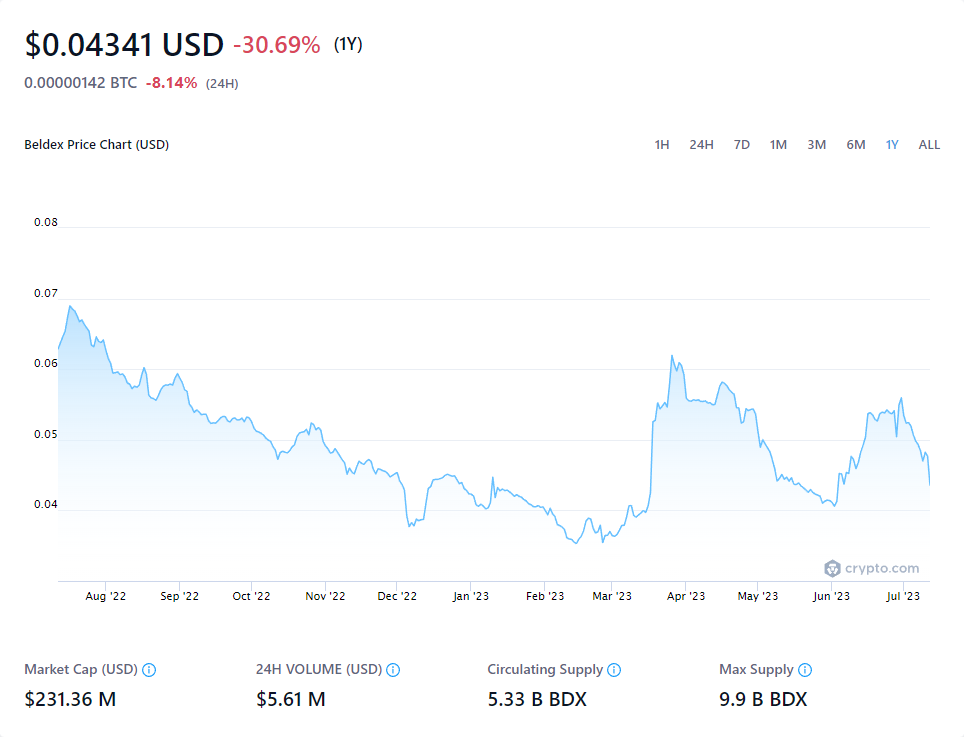 $0.04341 USD -30.69% (1Y)
0.00000142 BTC -8.14% (24H)
Beldex Price Chart (USD) 1H 24H 7D 1M 3M 6M 1Y ALL
0.08
0.07
0.06
0.05
0.04
crypto.com
Aug '22 Sep '22 Oct '22 Nov '22 Dec '22 Jan '23 Feb '23 Mar '23 Apr '23 May '23 Jun '23 Jul '23
Market Cap (USD) 24H VOLUME (USD) Circulating Supply Max Supply
$231.36 M $5.61 M 5.33 B BDX 9.9 B BDX